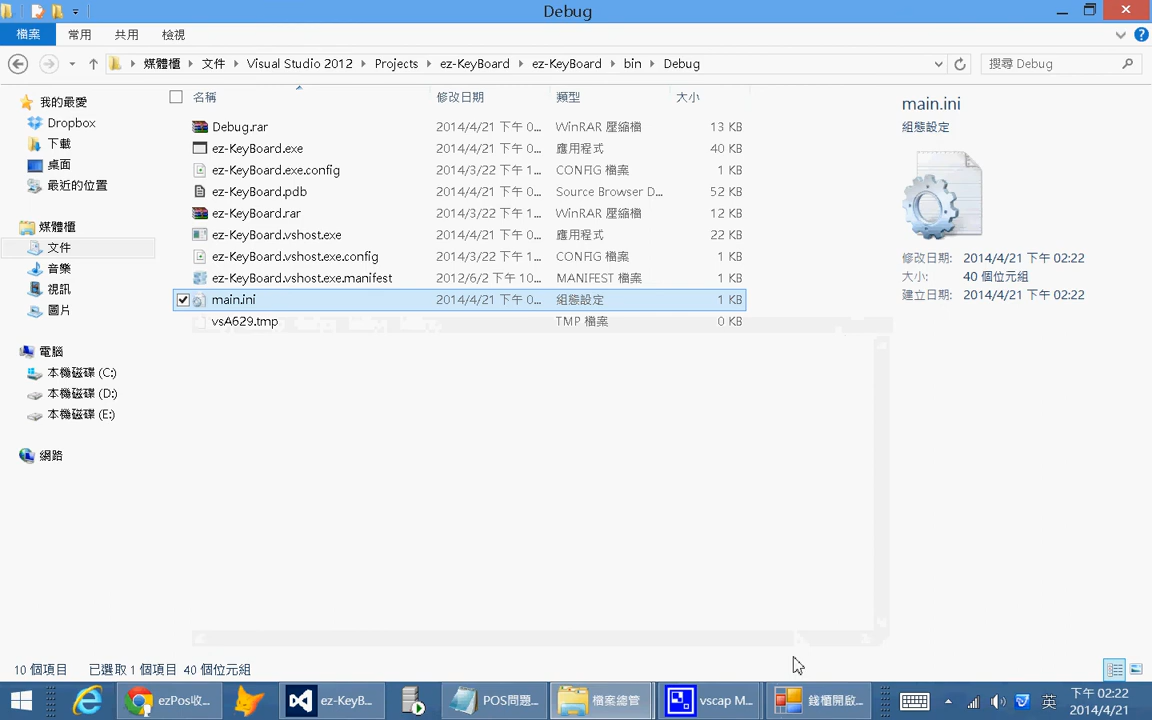 Debug
檔案 常用 共用 檢視
媒體櫃 文件 Visual Studio 2012 Projects ez-KeyBoard ez-KeyBoard bin Debug 搜尋 Debug
名稱 修改日期 類型 大小
我的最愛
Dropbox
下載
桌面
最近的位置
媒體櫃
文件
音樂
視訊
圖片
電腦
本機磁碟 (C:)
本機磁碟 (D:)
本機磁碟 (E:)
網路
Debug.rar 2014/4/21 下午 0... WinRAR 壓縮檔 13 KB
ez-KeyBoard.exe 2014/4/21 下午 0... 應用程式 40 KB
ez-KeyBoard.exe.config 2014/3/22 下午 1... CONFIG 檔案 1 KB
ez-KeyBoard.pdb 2014/4/21 下午 0... Source Browser D... 52 KB
ez-KeyBoard.rar 2014/3/22 下午 1... WinRAR 壓縮檔 12 KB
ez-KeyBoard.vshost.exe 2014/4/21 下午 0... 應用程式 22 KB
ez-KeyBoard.vshost.exe.config 2014/3/22 下午 1... CONFIG 檔案 1 KB
ez-KeyBoard.vshost.exe.manifest 2012/6/2 下午 10... MANIFEST 檔案 1 KB
main.ini 2014/4/21 下午 0... 組態設定 1 KB
vsA629.tmp TMP 檔案 0 KB
main.ini
組態設定
修改日期: 2014/4/21 下午 02:22
大小: 40 個位元組
建立日期: 2014/4/21 下午 02:22
10 個項目 已選取 1 個項目 40 個位元組
ezPos收... ez-KeyB... POS問題... 檔案總管 vscap M... 錢櫃開啟... 英 下午 02:22
2014/4/21